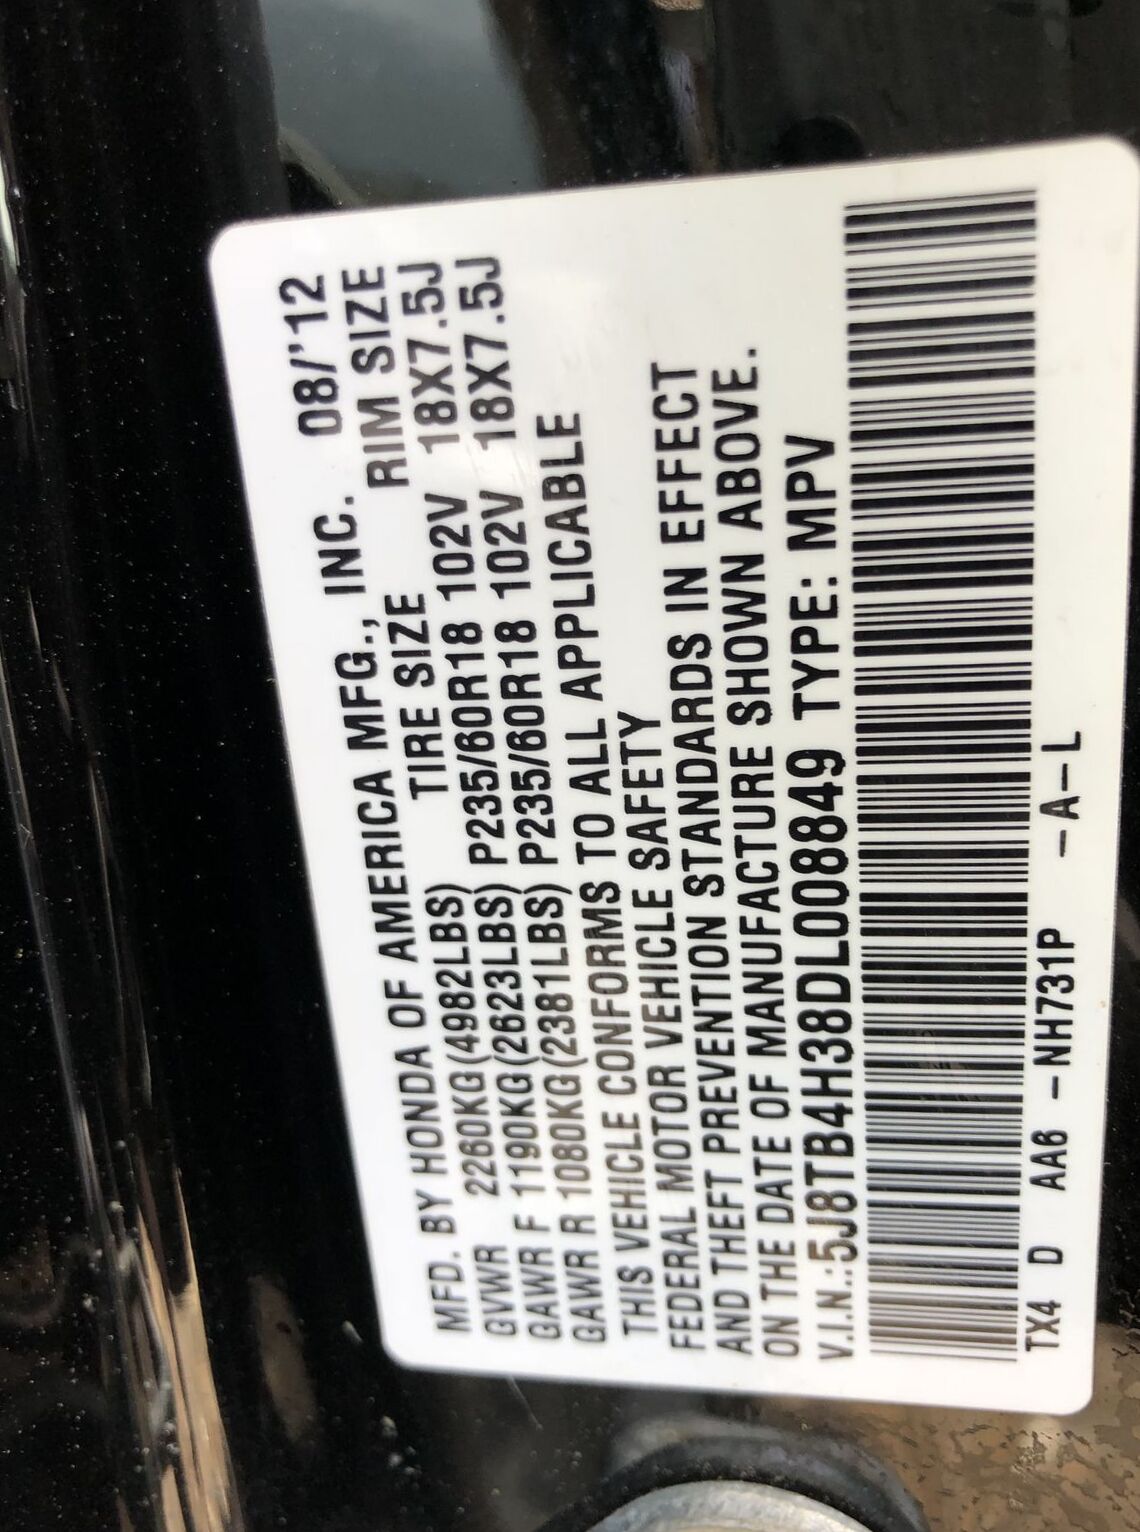 MFD. BY HONDA OF AMERICA MFG., INC. 08/'12
TIRE SIZE RIM SIZE
GVWR 2260KG(4982LBS)
GAWR F 1190KG(2623LBS) P235/60R18 102V 18X7.5J
GAWR R 1080KG(2381LBS) P235/60R18 102V 18X7.5J
THIS VEHICLE CONFORMS TO ALL APPLICABLE
FEDERAL MOTOR VEHICLE SAFETY
AND THEFT PREVENTION STANDARDS IN EFFECT
ON THE DATE OF MANUFACTURE SHOWN ABOVE.
V.I.N.:5J8TB4H38DL008849 TYPE: MPV
TX4 D AA6 -NH731P -A-L